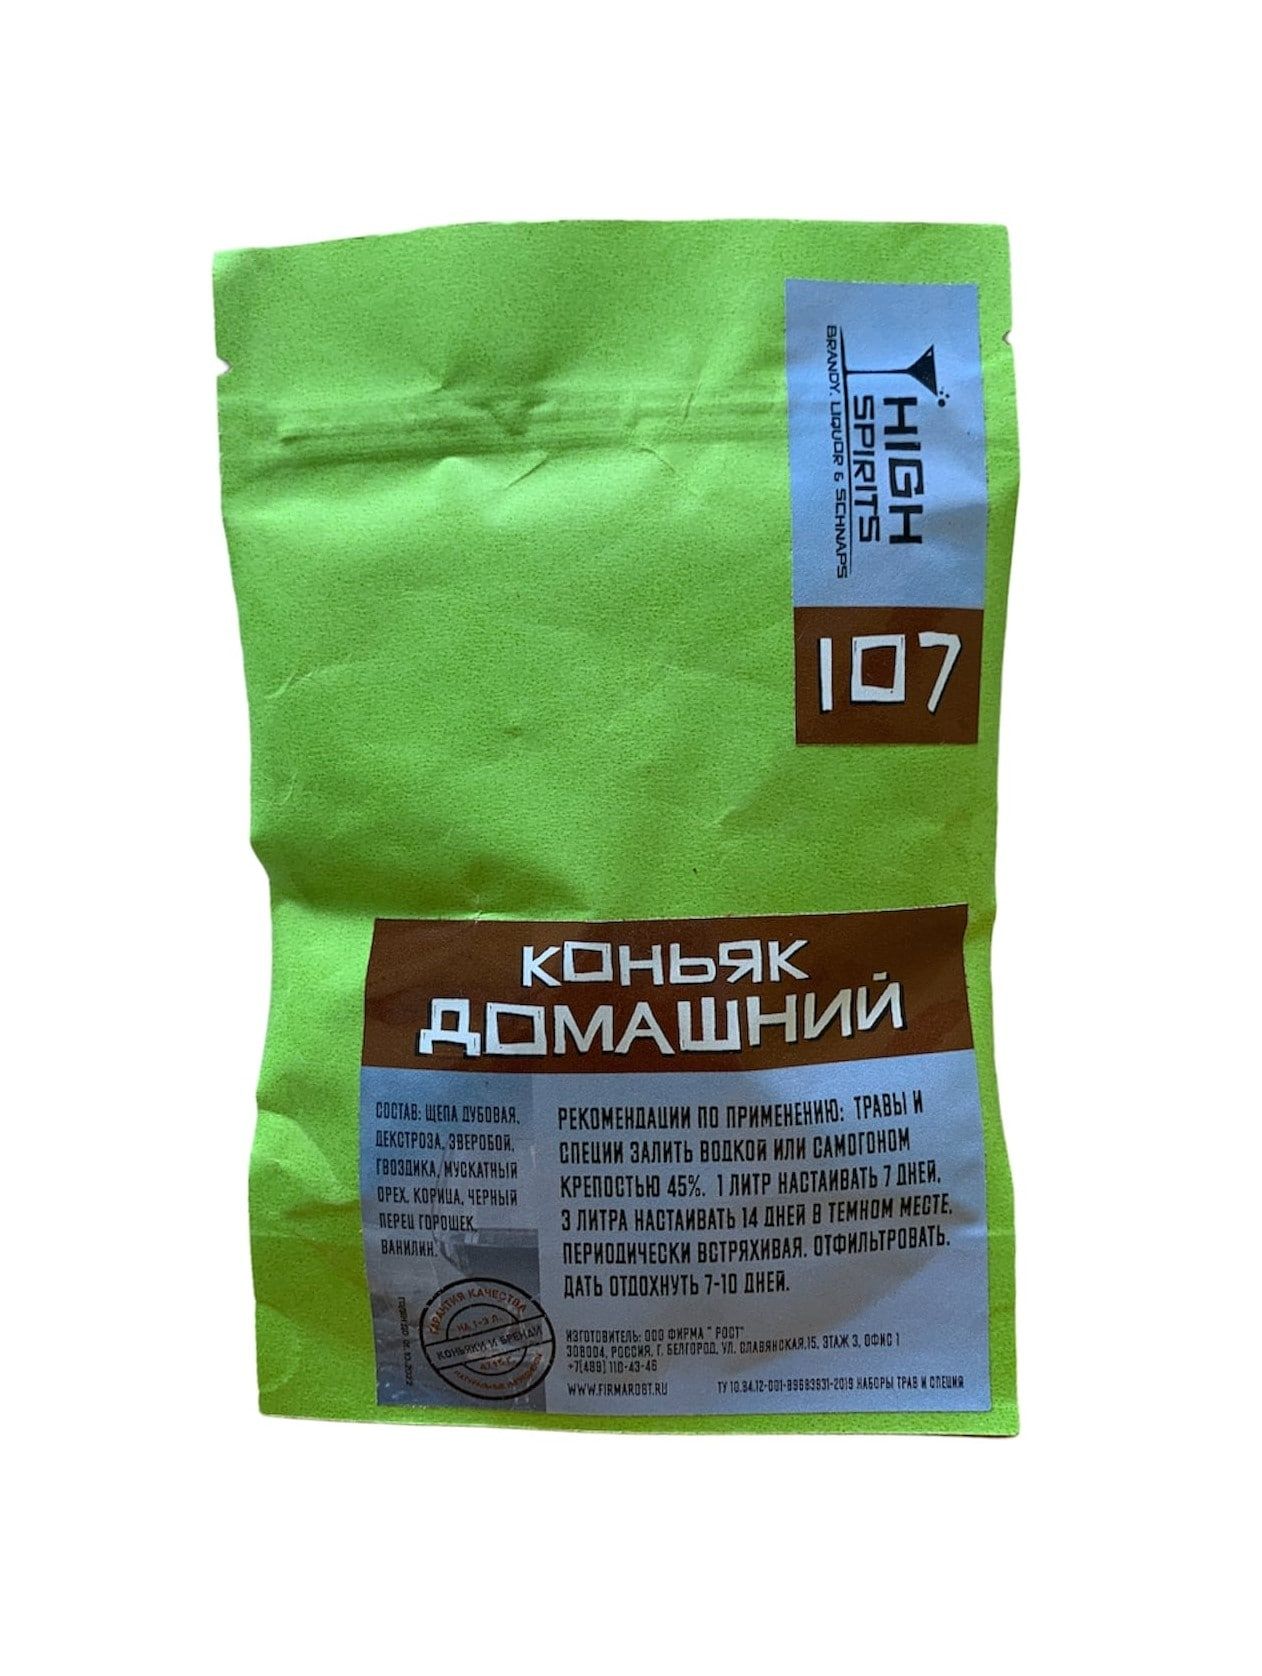 HIGH
SPIRITS
BRANDY, LIQUOR & SCHNAPS
107
КОНЬЯК
ДОМАШНИЙ
СОСТАВ: ЩЕПА ДУБОВАЯ,
ДЕКСТРОЗА, ЗВЕРОБОЙ,
ГВОЗДИКА, МУСКАТНЫЙ
ОРЕХ, КОРИЦА, ЧЕРНЫЙ
ПЕРЕЦ ГОРОШЕК,
ВАНИЛИН.
РЕКОМЕНДАЦИИ ПО ПРИМЕНЕНИЮ: ТРАВЫ И
СПЕЦИИ ЗАЛИТЬ ВОДКОЙ ИЛИ САМОГОНОМ
КРЕПОСТЬЮ 45%. 1 ЛИТР НАСТАИВАТЬ 7 ДНЕЙ,
3 ЛИТРА НАСТАИВАТЬ 14 ДНЕЙ В ТЕМНОМ МЕСТЕ,
ПЕРИОДИЧЕСКИ ВСТРЯХИВАЯ. ОТФИЛЬТРОВАТЬ.
ДАТЬ ОТДОХНУТЬ 7-10 ДНЕЙ.
ГАРАНТИЯ КАЧЕСТВА
НА 1-3 Л.
КОНЬЯКИ И БРЕНДИ
ИЗГОТОВИТЕЛЬ: ООО ФИРМА " РОСТ"
308004, РОССИЯ, Г. БЕЛГОРОД, УЛ. СЛАВЯНСКАЯ,15, ЭТАЖ 3, ОФИС 1
+7(499) 110-43-46
WWW.FIRMAROST.RU
ТУ 10.84.12-001-89683931-2019 НАБОРЫ ТРАВ И СПЕЦИЙ